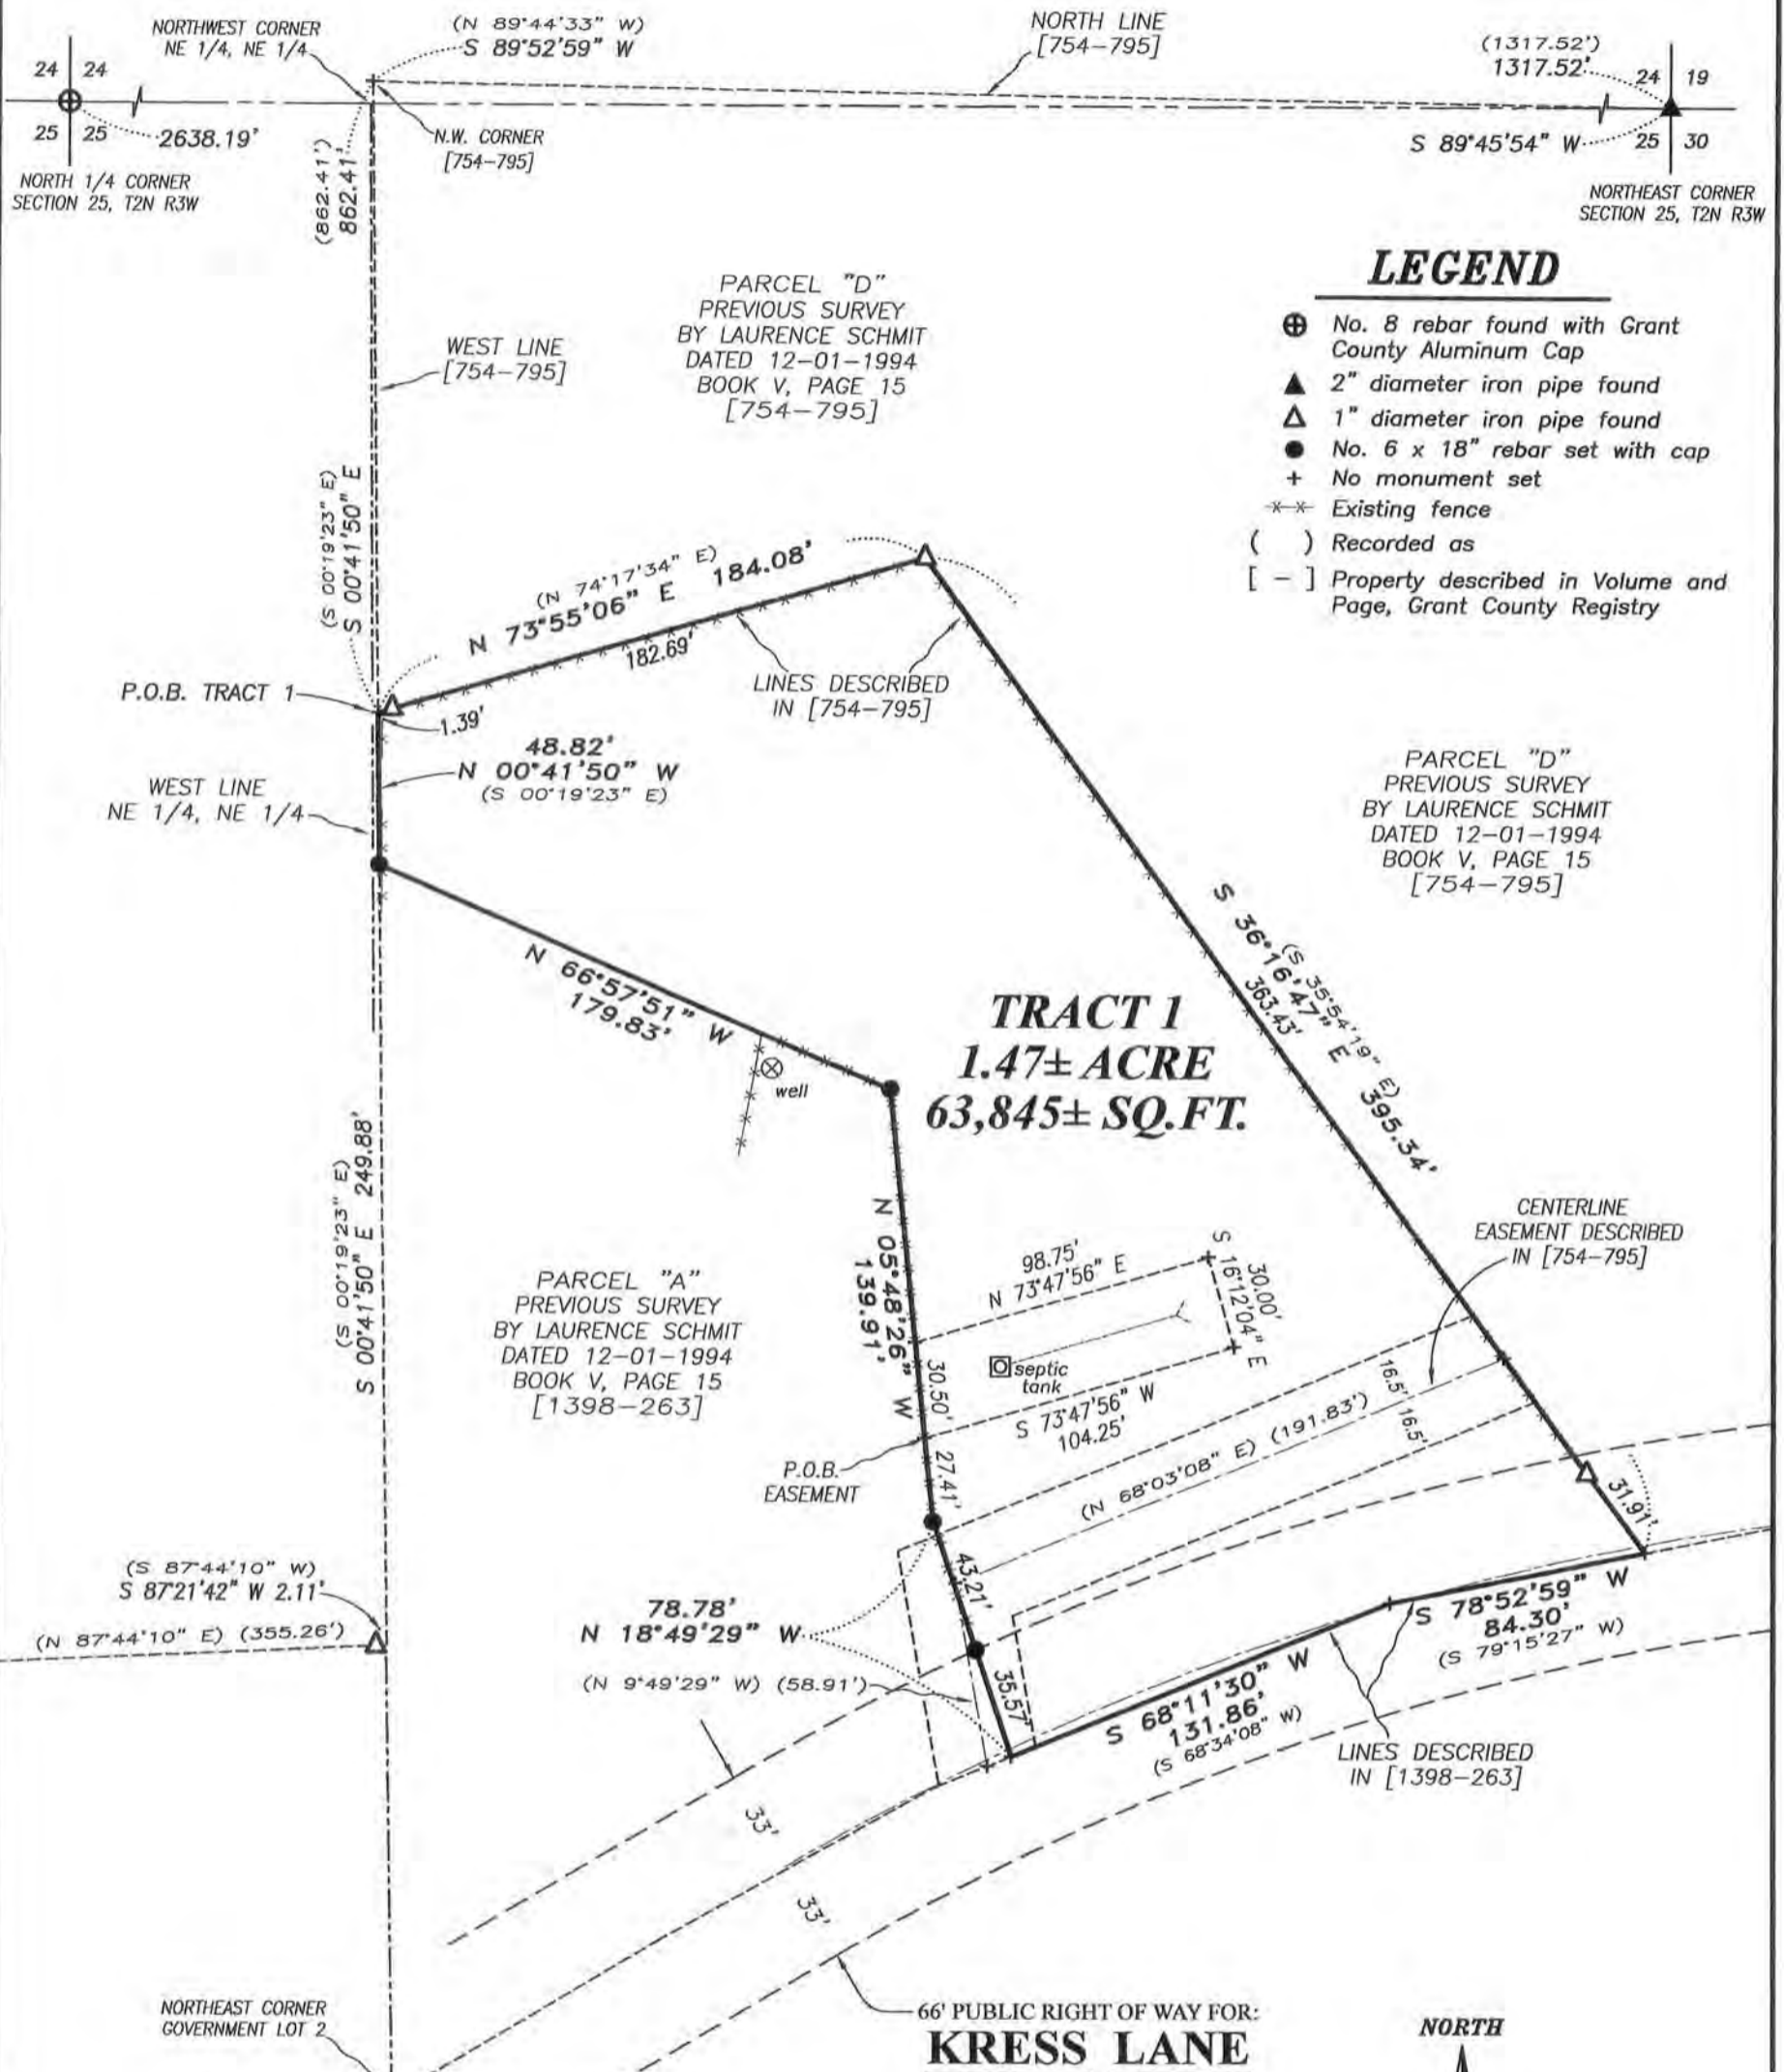 NORTHWEST CORNER
NE 1/4, NE 1/4
(N 89°44'33" W)
S 89°52'59" W
NORTH LINE
[754-795]
(1317.52')
1317.52'
24 24
25 25
2638.19'
NORTH 1/4 CORNER
SECTION 25, T2N R3W
N.W. CORNER
[754-795]
(862.41')
862.41'
24 19
25 30
S 89°45'54" W
NORTHEAST CORNER
SECTION 25, T2N R3W
LEGEND
No. 8 rebar found with Grant
County Aluminum Cap
2" diameter iron pipe found
1" diameter iron pipe found
No. 6 x 18" rebar set with cap
+ No monument set
Existing fence
( ) Recorded as
[ - ] Property described in Volume and
Page, Grant County Registry
PARCEL "D"
PREVIOUS SURVEY
BY LAURENCE SCHMIT
DATED 12-01-1994
BOOK V, PAGE 15
[754-795]
WEST LINE
[754-795]
(S 00°19'23" E)
S 00°41'50" E
(N 74°17'34" E)
N 73°55'06" E 184.08'
182.69'
LINES DESCRIBED
IN [754-795]
P.O.B. TRACT 1
1.39'
48.82'
N 00°41'50" W
(S 00°19'23" E)
WEST LINE
NE 1/4, NE 1/4
PARCEL "D"
PREVIOUS SURVEY
BY LAURENCE SCHMIT
DATED 12-01-1994
BOOK V, PAGE 15
[754-795]
(S 35°54'19" E)
S 36°16'47" E 395.34'
363.43'
N 66°57'51" W
179.83'
well
TRACT 1
1.47± ACRE
63,845± SQ.FT.
(S 00°19'23" E)
S 00°41'50" E 249.88'
N 05°48'26" W
139.91'
PARCEL "A"
PREVIOUS SURVEY
BY LAURENCE SCHMIT
DATED 12-01-1994
BOOK V, PAGE 15
[1398-263]
98.75'
N 73°47'56" E
30.00'
S 16°12'04" E
CENTERLINE
EASEMENT DESCRIBED
IN [754-795]
30.50'
septic
tank
S 73°47'56" W
104.25'
16.5'
16.5'
(N 68°03'08" E) (191.83')
P.O.B.
EASEMENT
27.41'
31.91'
43.21'
(S 87°44'10" W)
S 87°21'42" W 2.11'
(N 87°44'10" E) (355.26')
78.78'
N 18°49'29" W
(N 9°49'29" W) (58.91')
35.57'
S 78°52'59" W
84.30'
(S 79°15'27" W)
S 68°11'30" W
131.86'
(S 68°34'08" W)
LINES DESCRIBED
IN [1398-263]
33'
33'
NORTHEAST CORNER
GOVERNMENT LOT 2
66' PUBLIC RIGHT OF WAY FOR:
KRESS LANE
NORTH